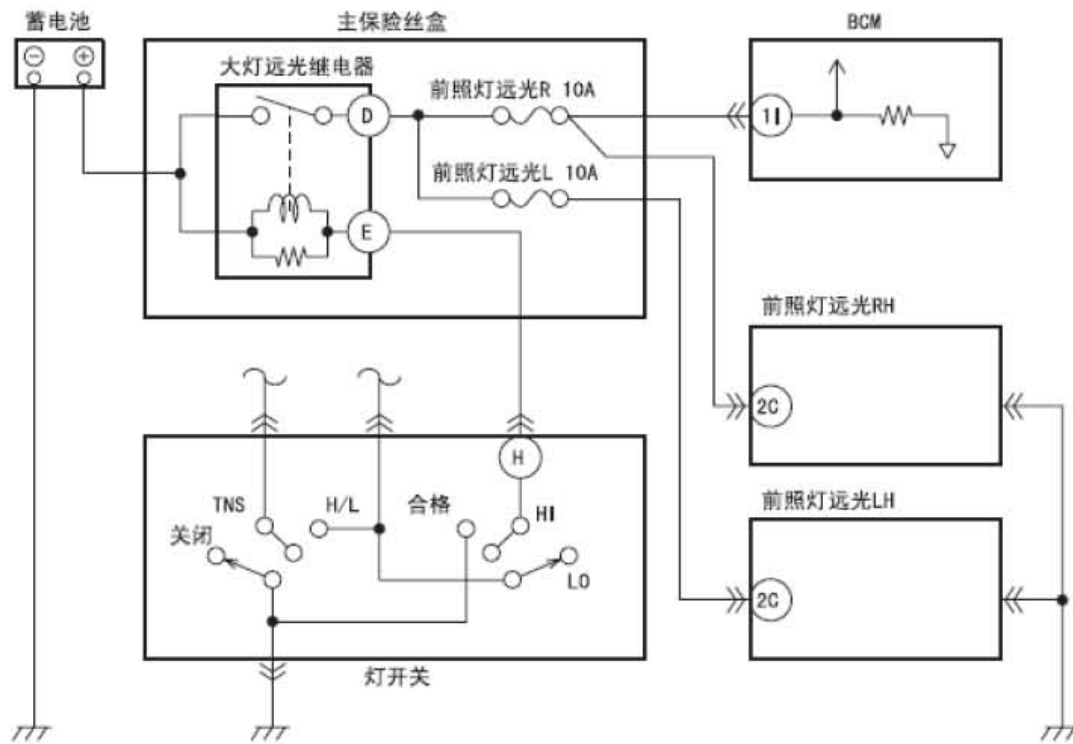 蓄电池
主保险丝盒
BCM
大灯远光继电器
前照灯远光R 10A
D
1I
前照灯远光L 10A
E
前照灯远光RH
2C
H
前照灯远光LH
TNS
H/L
合格
HI
关闭
LO
2C
灯开关